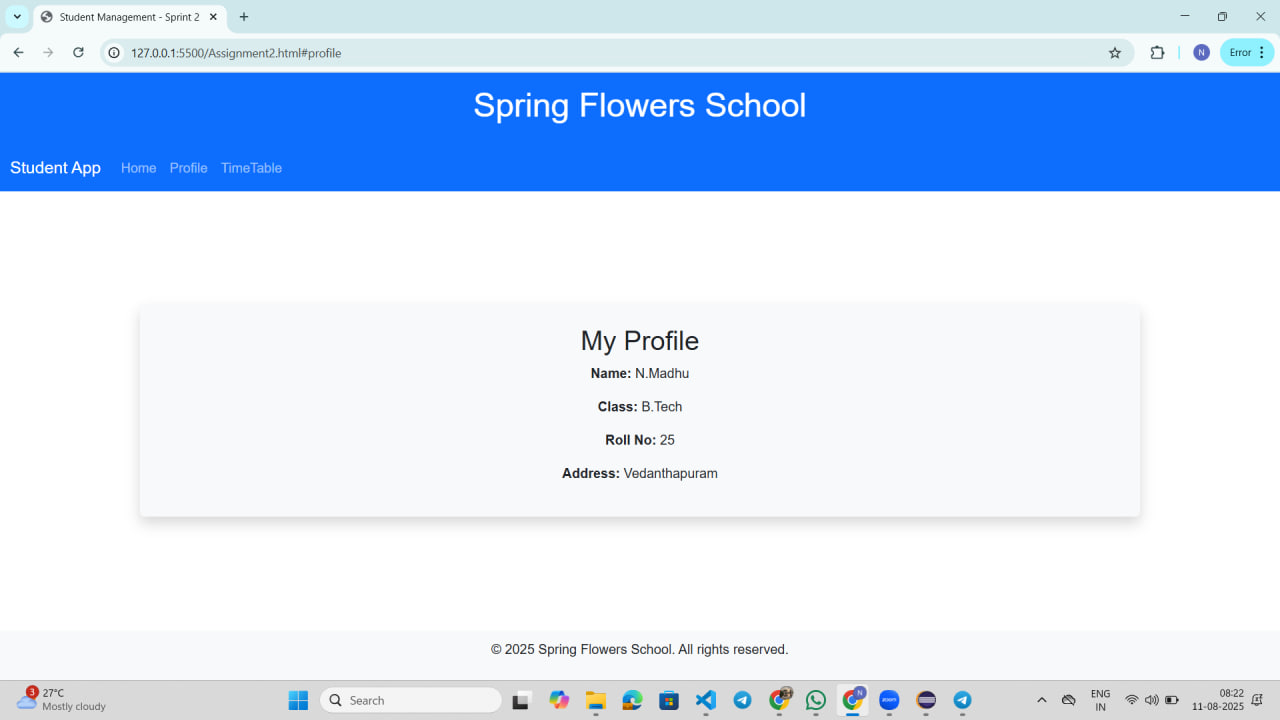 Student Management - Sprint 2
127.0.0.1:5500/Assignment2.html#profile
N
Error
Spring Flowers School
Student App Home Profile TimeTable
My Profile
Name: N.Madhu
Class: B.Tech
Roll No: 25
Address: Vedanthapuram
© 2025 Spring Flowers School. All rights reserved.
3
27°C
Mostly cloudy
Search
N
zoom
ENG
IN
08:22
11-08-2025